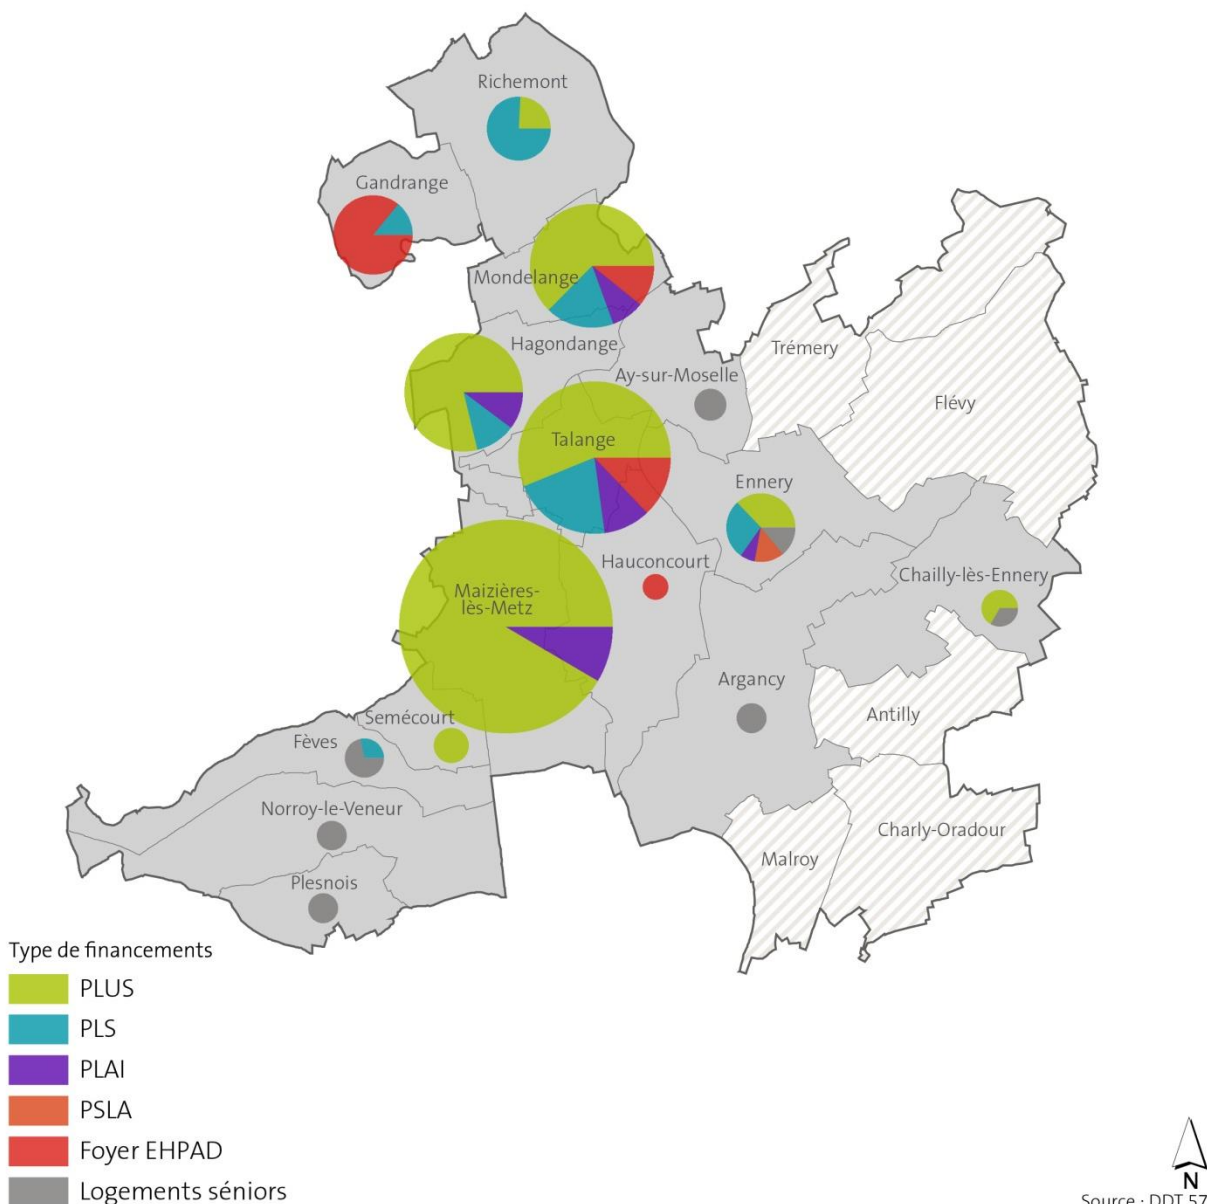 Richemont
Gandrange
Mondelange
Hagondange
Trémery
Ay-sur-Moselle
Flévy
Talange
Ennery
Hauconcourt
Chailly-lès-Ennery
Maizières-
lès-Metz
Argancy
Antilly
Semécourt
Fèves
Norroy-le-Veneur
Charly-Oradour
Malroy
Plesnois
Type de financements
PLUS
PLS
PLAI
PSLA
Foyer EHPAD
Logements séniors
N
Source : DDT 57